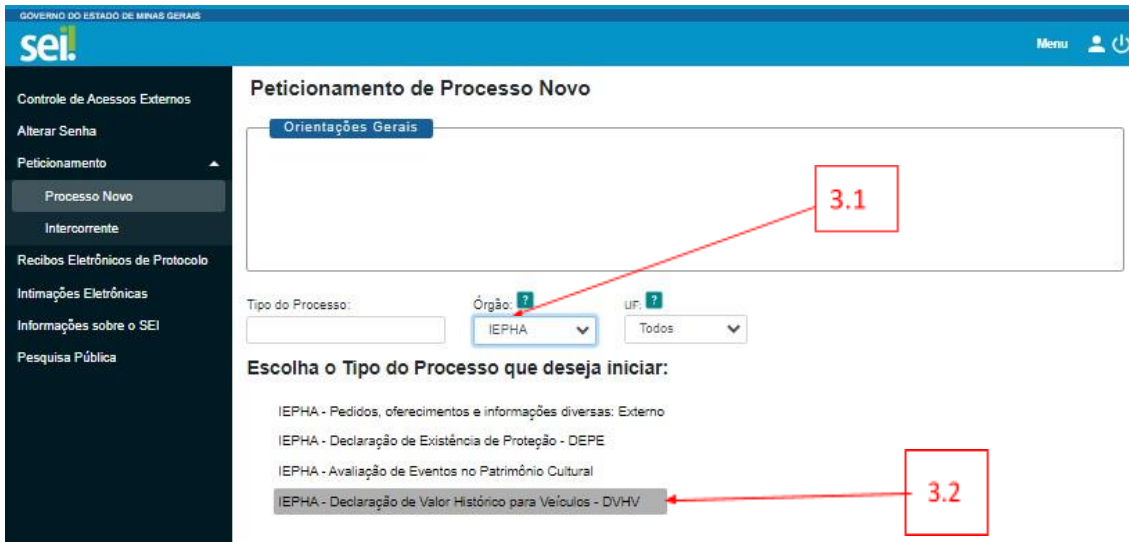 GOVERNO DO ESTADO DE MINAS GERAIS
sei!
Menu
Controle de Acessos Externos
Alterar Senha
Peticionamento
Processo Novo
Intercorrente
Recibos Eletrônicos de Protocolo
Intimações Eletrônicas
Informações sobre o SEI
Pesquisa Pública
Peticionamento de Processo Novo
Orientações Gerais
3.1
Tipo do Processo:
Órgão: ?
UF: ?
IEPHA
Todos
Escolha o Tipo do Processo que deseja iniciar:
IEPHA - Pedidos, oferecimentos e informações diversas: Externo
IEPHA - Declaração de Existência de Proteção - DEPE
IEPHA - Avaliação de Eventos no Patrimônio Cultural
IEPHA - Declaração de Valor Histórico para Veículos - DVHV
3.2